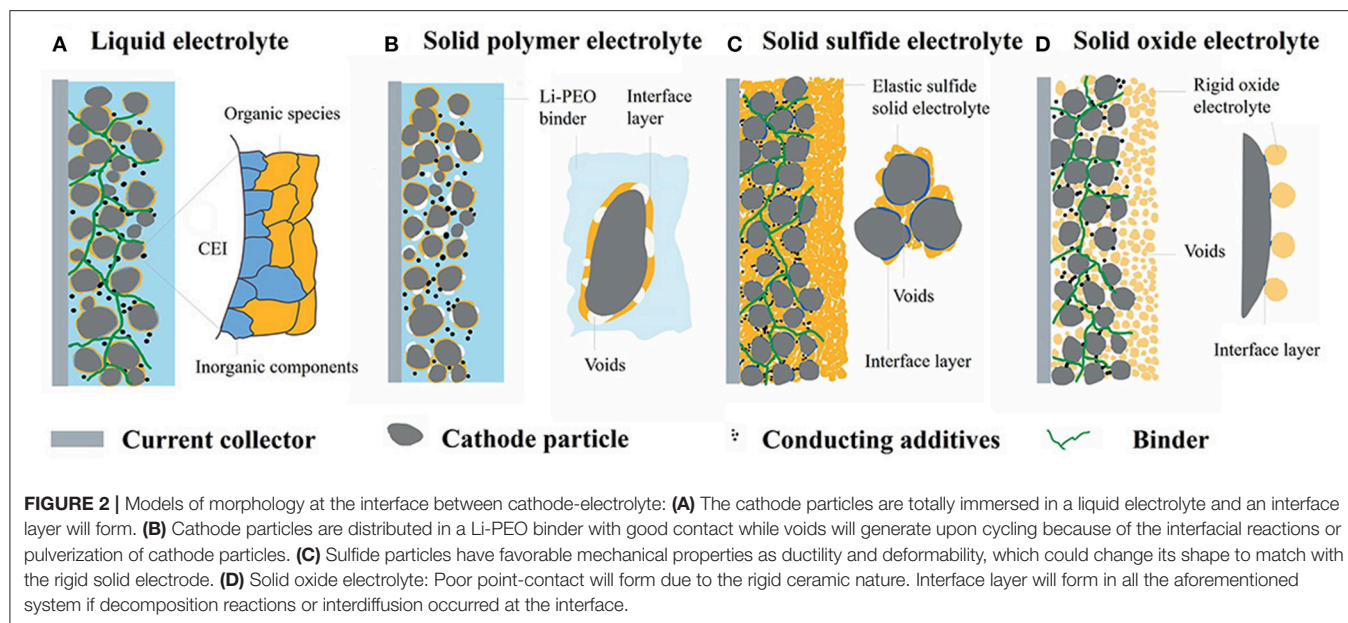 A Liquid electrolyte
B Solid polymer electrolyte
C Solid sulfide electrolyte
D Solid oxide electrolyte
Organic species
CEI
Inorganic components
Li-PEO
binder
Interface
layer
Voids
Elastic sulfide
solid electrolyte
Voids
Interface layer
Rigid oxide
electrolyte
Voids
Interface layer
Current collector
Cathode particle
Conducting additives
Binder
FIGURE 2 | Models of morphology at the interface between cathode-electrolyte: (A) The cathode particles are totally immersed in a liquid electrolyte and an interface
layer will form. (B) Cathode particles are distributed in a Li-PEO binder with good contact while voids will generate upon cycling because of the interfacial reactions or
pulverization of cathode particles. (C) Sulfide particles have favorable mechanical properties as ductility and deformability, which could change its shape to match with
the rigid solid electrode. (D) Solid oxide electrolyte: Poor point-contact will form due to the rigid ceramic nature. Interface layer will form in all the aforementioned
system if decomposition reactions or interdiffusion occurred at the interface.